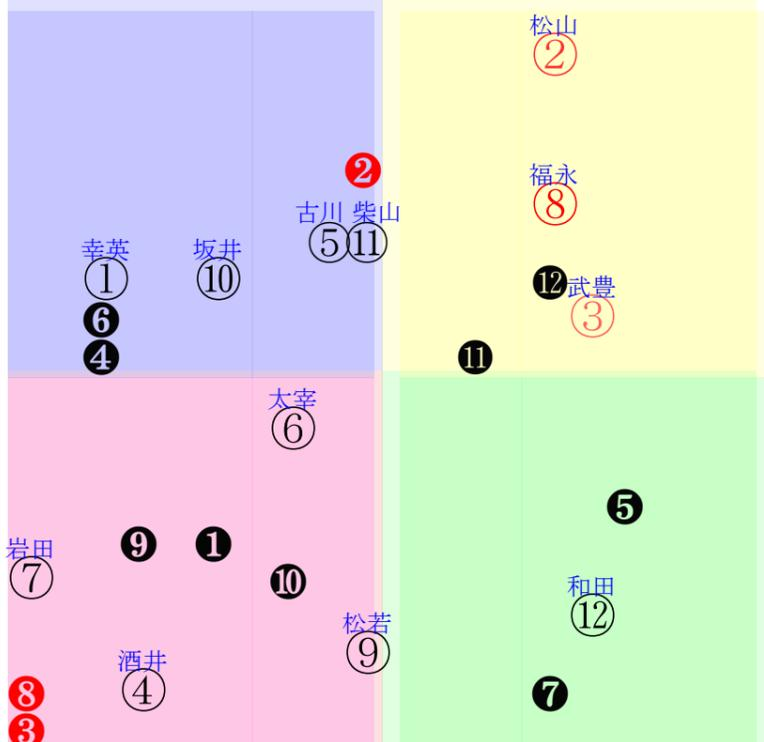 松山
②
❷
福永
⑧
古川 柴山
⑤⑪
幸英
①
坂井
⑩
⓬
武豊
③
❻
❹
⓫
太宰
⑥
❺
❾
❶
岩田
⑦
❿
和田
⑫
松若
⑨
酒井
④
❽
❼
❸